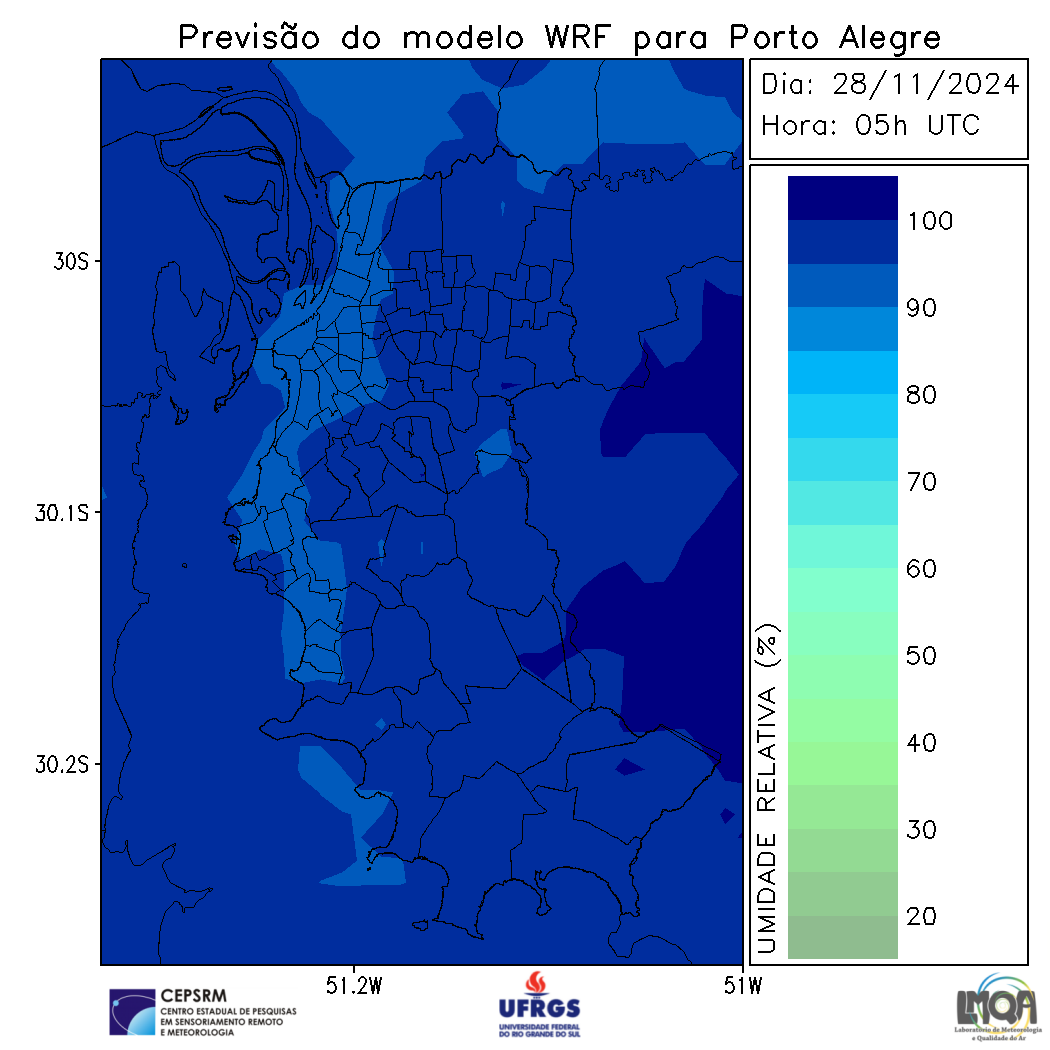 Previsão do modelo WRF para Porto Alegre
Dia: 28/11/2024
Hora: 05h UTC
30S
30.1S
30.2S
51.2W
51W
UMIDADE RELATIVA (%)
100
90
80
70
60
50
40
30
20
CEPSRM
CENTRO ESTADUAL DE PESQUISAS
EM SENSORIAMENTO REMOTO
E METEOROLOGIA
UFRGS
UNIVERSIDADE FEDERAL
DO RIO GRANDE DO SUL
LMQA
Laboratório de Meteorologia
e Qualidade do Ar